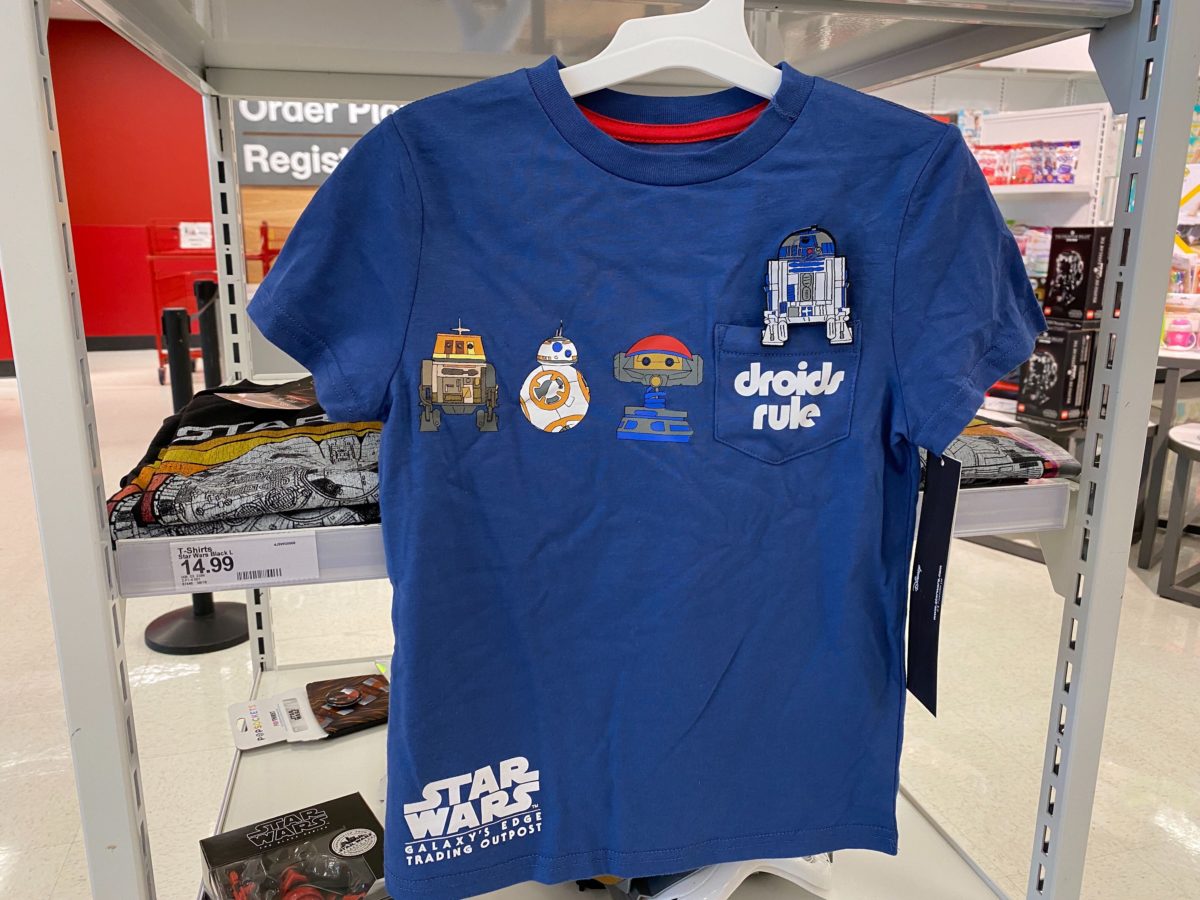 Order Pic
Regist
droids
rule
STAR
T-Shirts
Star Wars Black L
14.99
POPSOCKETS
STAR
WARS
GALAXY'S EDGE
TRADING OUTPOST
STAR
WARS